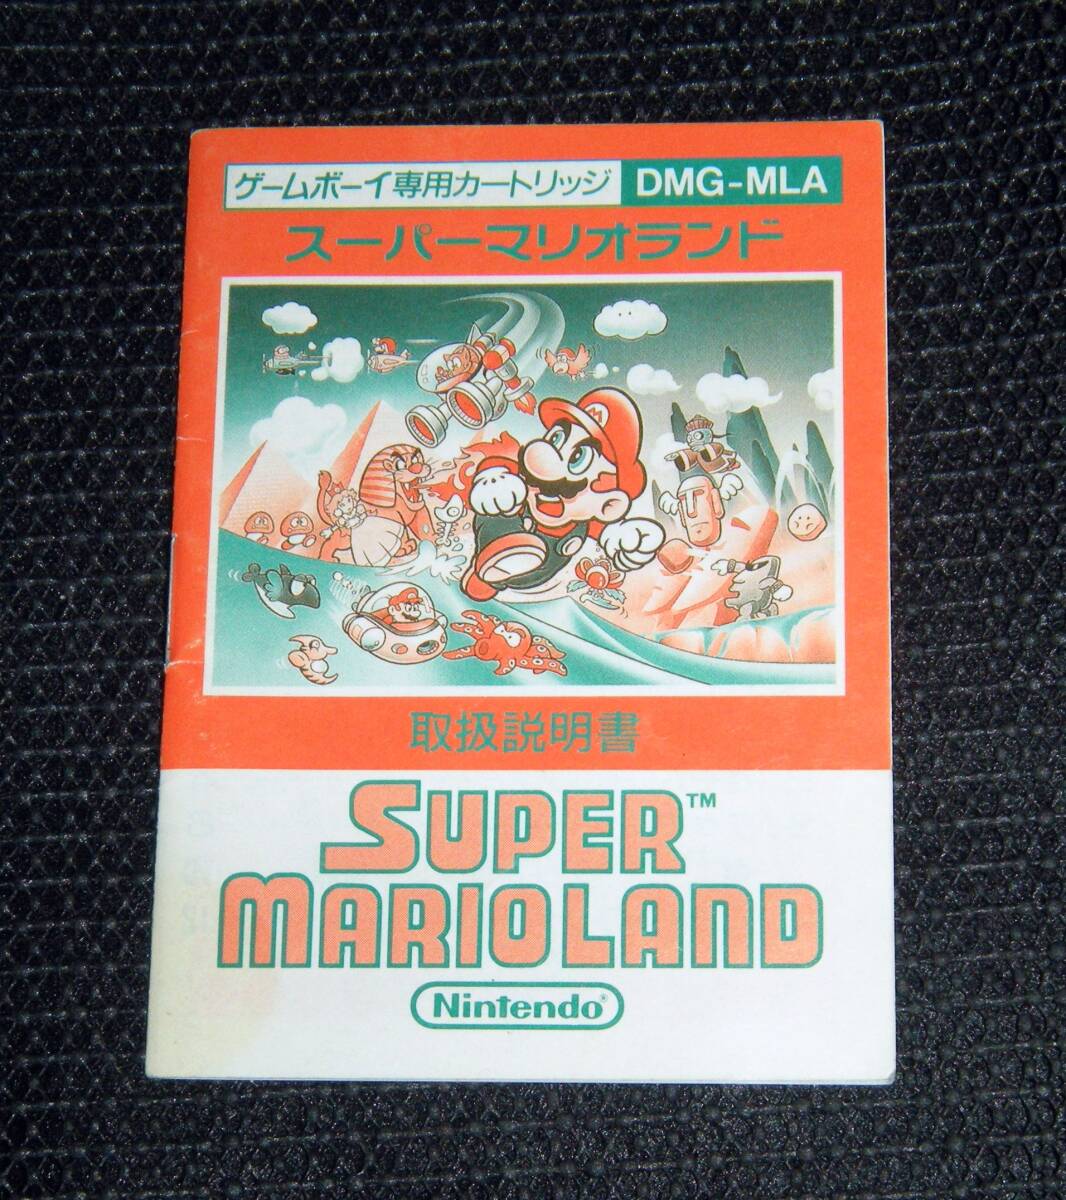 ゲームボーイ専用カートリッジ DMG-MLA
スーパーマリオランド
M
取扱説明書
SUPER™
MARIOLAND
Nintendo®